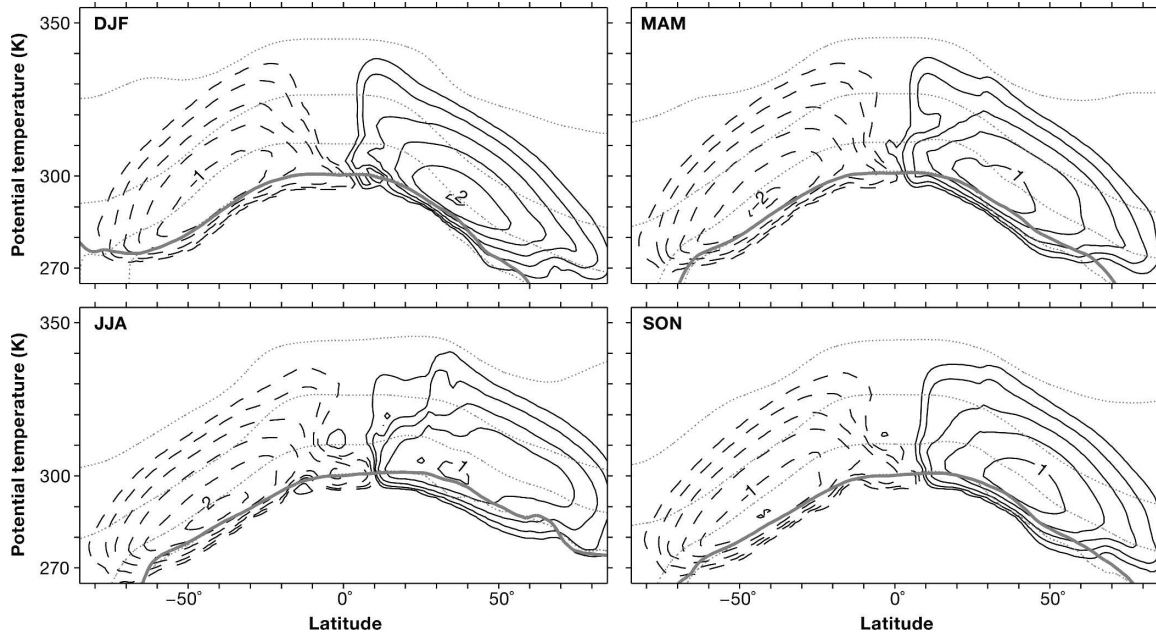 DJF
MAM
350
300
270
Potential temperature (K)
1
2
2
1
JJA
SON
350
300
270
Potential temperature (K)
2
1
1
1
−50°
0°
50°
−50°
0°
50°
Latitude
Latitude